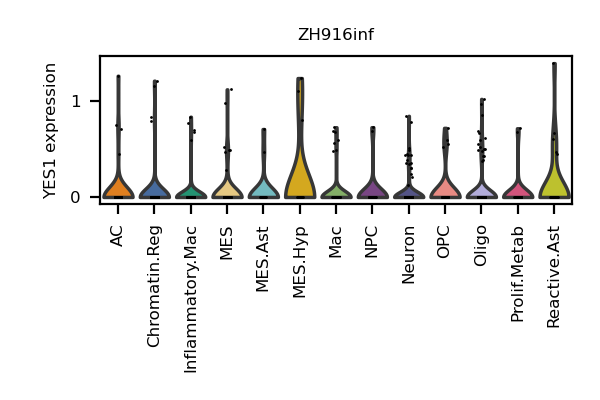 ZH916inf
YES1 expression
1
0
AC
Chromatin.Reg
Inflammatory.Mac
MES
MES.Ast
MES.Hyp
Mac
NPC
Neuron
OPC
Oligo
Prolif.Metab
Reactive.Ast